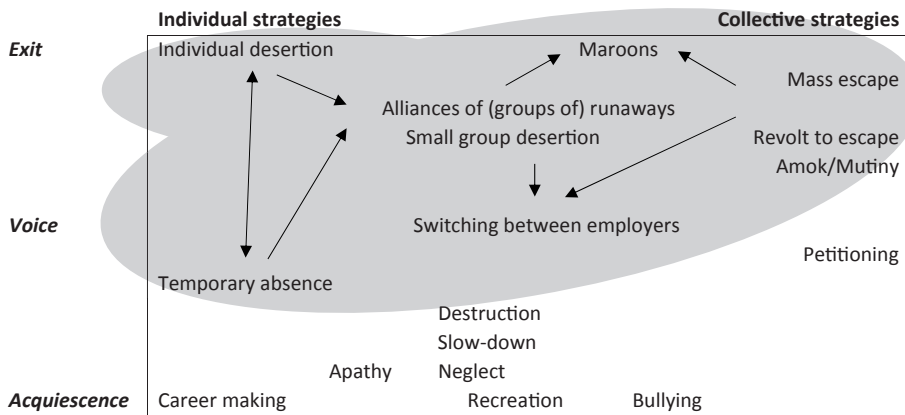 Individual strategies Collective strategies
Exit Individual desertion Maroons
Mass escape
Alliances of (groups of) runaways
Small group desertion Revolt to escape
Amok/Mutiny
Voice Switching between employers
Petitioning
Temporary absence
Destruction
Slow-down
Apathy Neglect
Acquiescence Career making Recreation Bullying